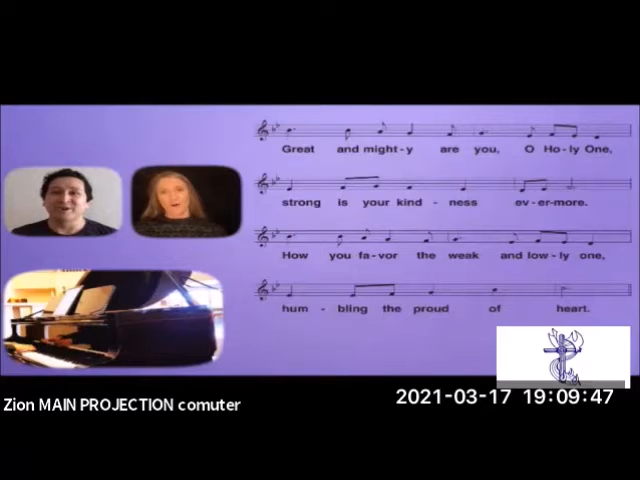 Great and might-y are you, O Ho-ly One,
strong is your kind - ness ev-er-more.
How you fa-vor the weak and low-ly one,
hum - bling the proud of heart.
Zion MAIN PROJECTION comuter
2021-03-17 19:09:47